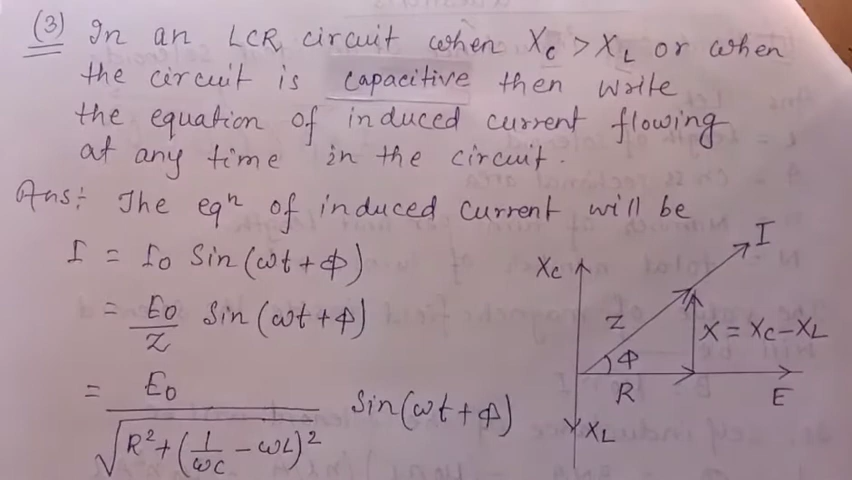 (3) In an LCR circuit when Xc > XL or when
the circuit is capacitive then write
the equation of induced current flowing
at any time in the circuit.
Ans:- The eqn of induced current will be
I = I0 Sin(ωt+ϕ)
= E0/Z Sin(ωt+ϕ)
= E0/√(R²+(1/ωC - ωL)²) Sin(ωt+ϕ)
I
Xc
Z
X = Xc-XL
ϕ
R
E
XL